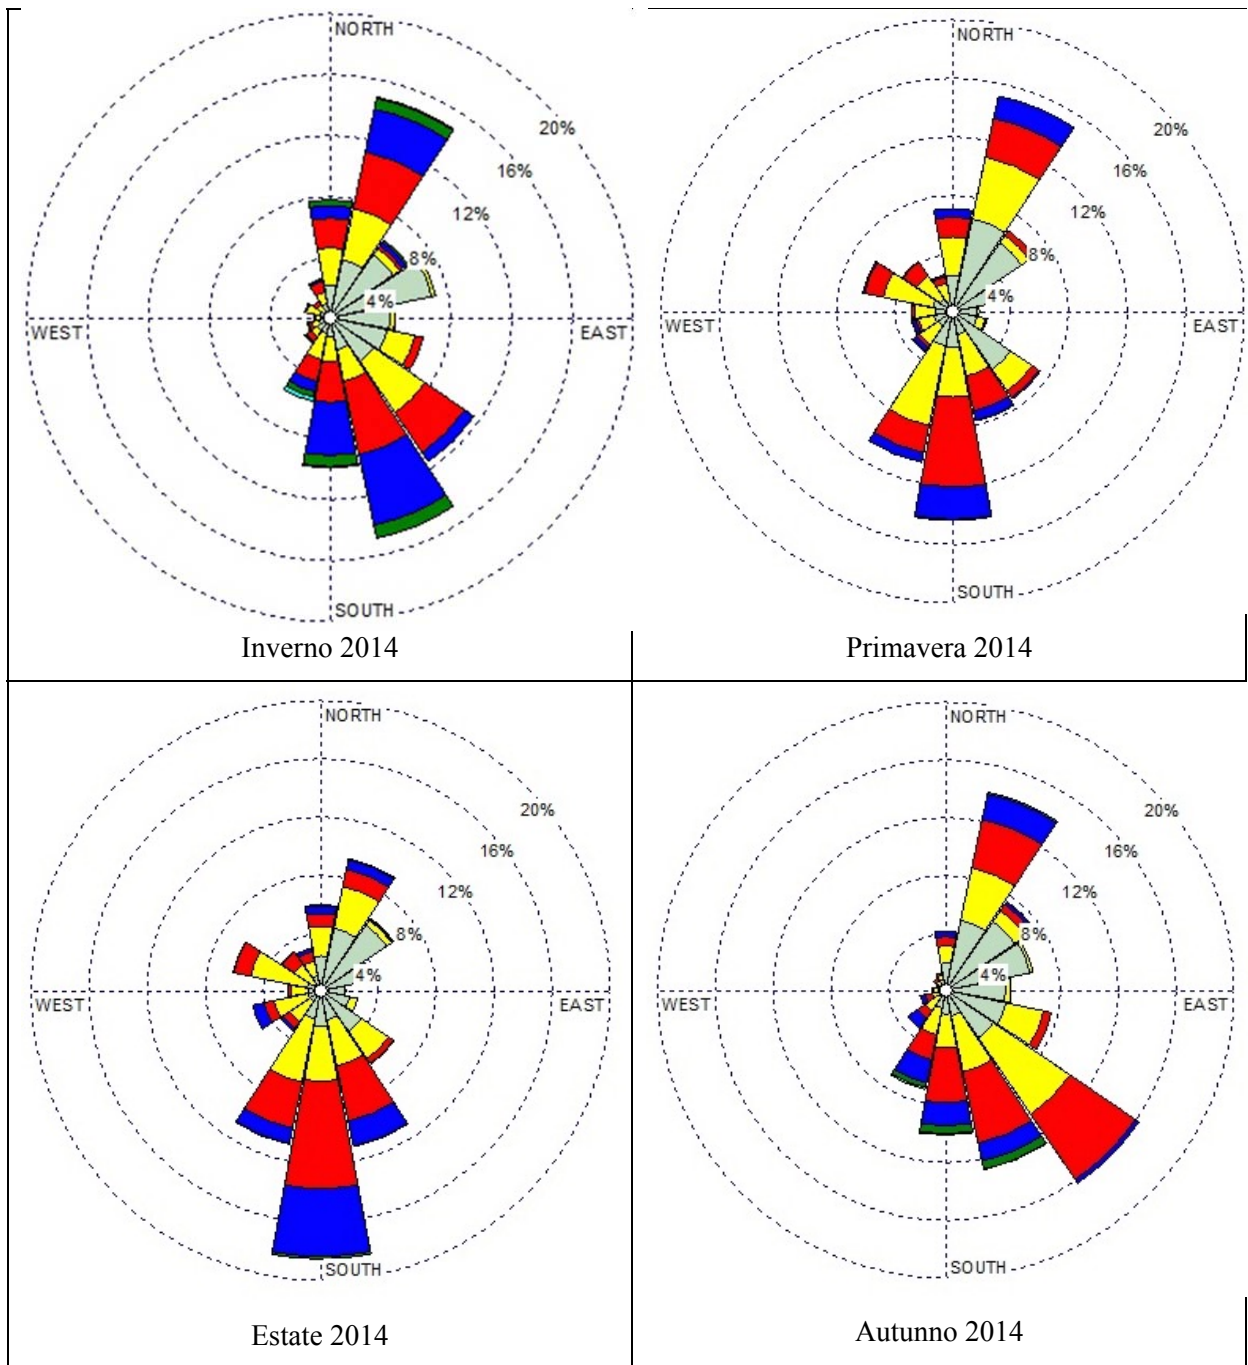 NORTH
20%
16%
12%
8%
4%
WEST
EAST
SOUTH
Inverno 2014
NORTH
20%
16%
12%
8%
4%
WEST
EAST
SOUTH
Primavera 2014
NORTH
20%
16%
12%
8%
4%
WEST
EAST
SOUTH
Estate 2014
NORTH
20%
16%
12%
8%
4%
WEST
EAST
SOUTH
Autunno 2014